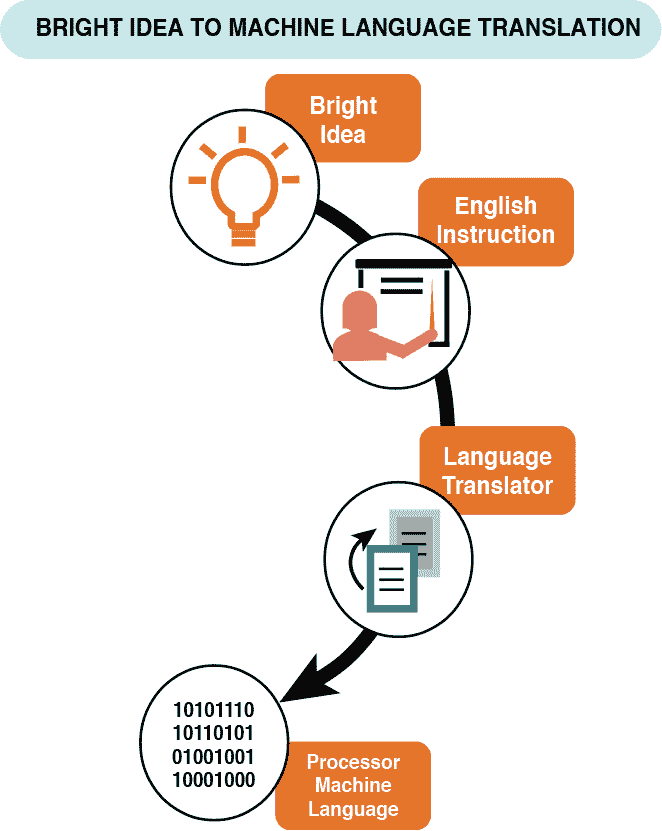 BRIGHT IDEA TO MACHINE LANGUAGE TRANSLATION
Bright
Idea
English
Instruction
Language
Translator
10101110
10110101
01001001
10001000
Processor
Machine
Language